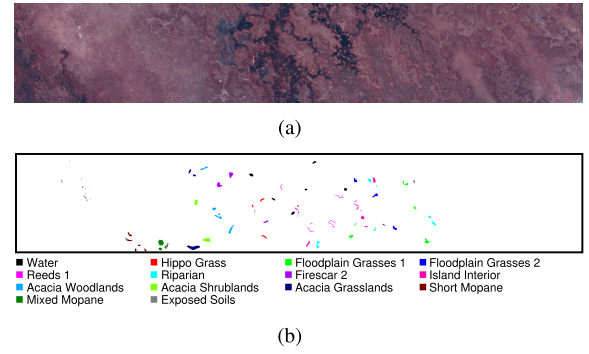 (a)
Water Hippo Grass Floodplain Grasses 1 Floodplain Grasses 2
Reeds 1 Riparian Firescar 2 Island Interior
Acacia Woodlands Acacia Shrublands Acacia Grasslands Short Mopane
Mixed Mopane Exposed Soils
(b)